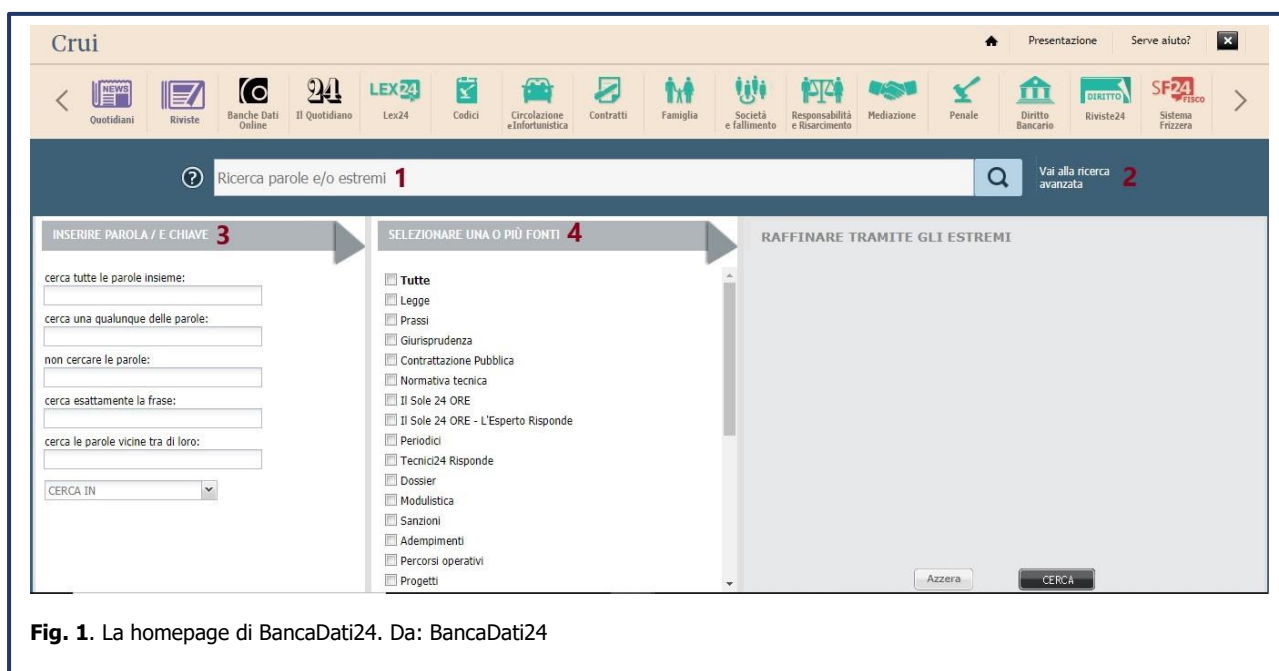 Crui
Presentazione
Serve aiuto?
NEWS
Quotidiani
Riviste
Banche Dati
Online
24
Il Quotidiano
LEX24
Lex24
Codici
Circolazione
e Infortunistica
Contratti
Famiglia
Società
e fallimento
Responsabilità
e Risarcimento
Mediazione
Penale
Diritto
Bancario
DIRITTO
Riviste24
SF24
FISCO
Sistema
Frizzera
? Ricerca parole e/o estremi 1
Vai alla ricerca
avanzata 2
INSERIRE PAROLA / E CHIAVE 3
cerca tutte le parole insieme:
cerca una qualunque delle parole:
non cercare le parole:
cerca esattamente la frase:
cerca le parole vicine tra di loro:
CERCA IN
SELEZIONARE UNA O PIÙ FONTI 4
Tutte
Legge
Prassi
Giurisprudenza
Contrattazione Pubblica
Normativa tecnica
Il Sole 24 ORE
Il Sole 24 ORE - L'Esperto Risponde
Periodici
Tecnici24 Risponde
Dossier
Modulistica
Sanzioni
Adempimenti
Percorsi operativi
Progetti
RAFFINARE TRAMITE GLI ESTREMI
Azzera
CERCA
Fig. 1. La homepage di BancaDati24. Da: BancaDati24